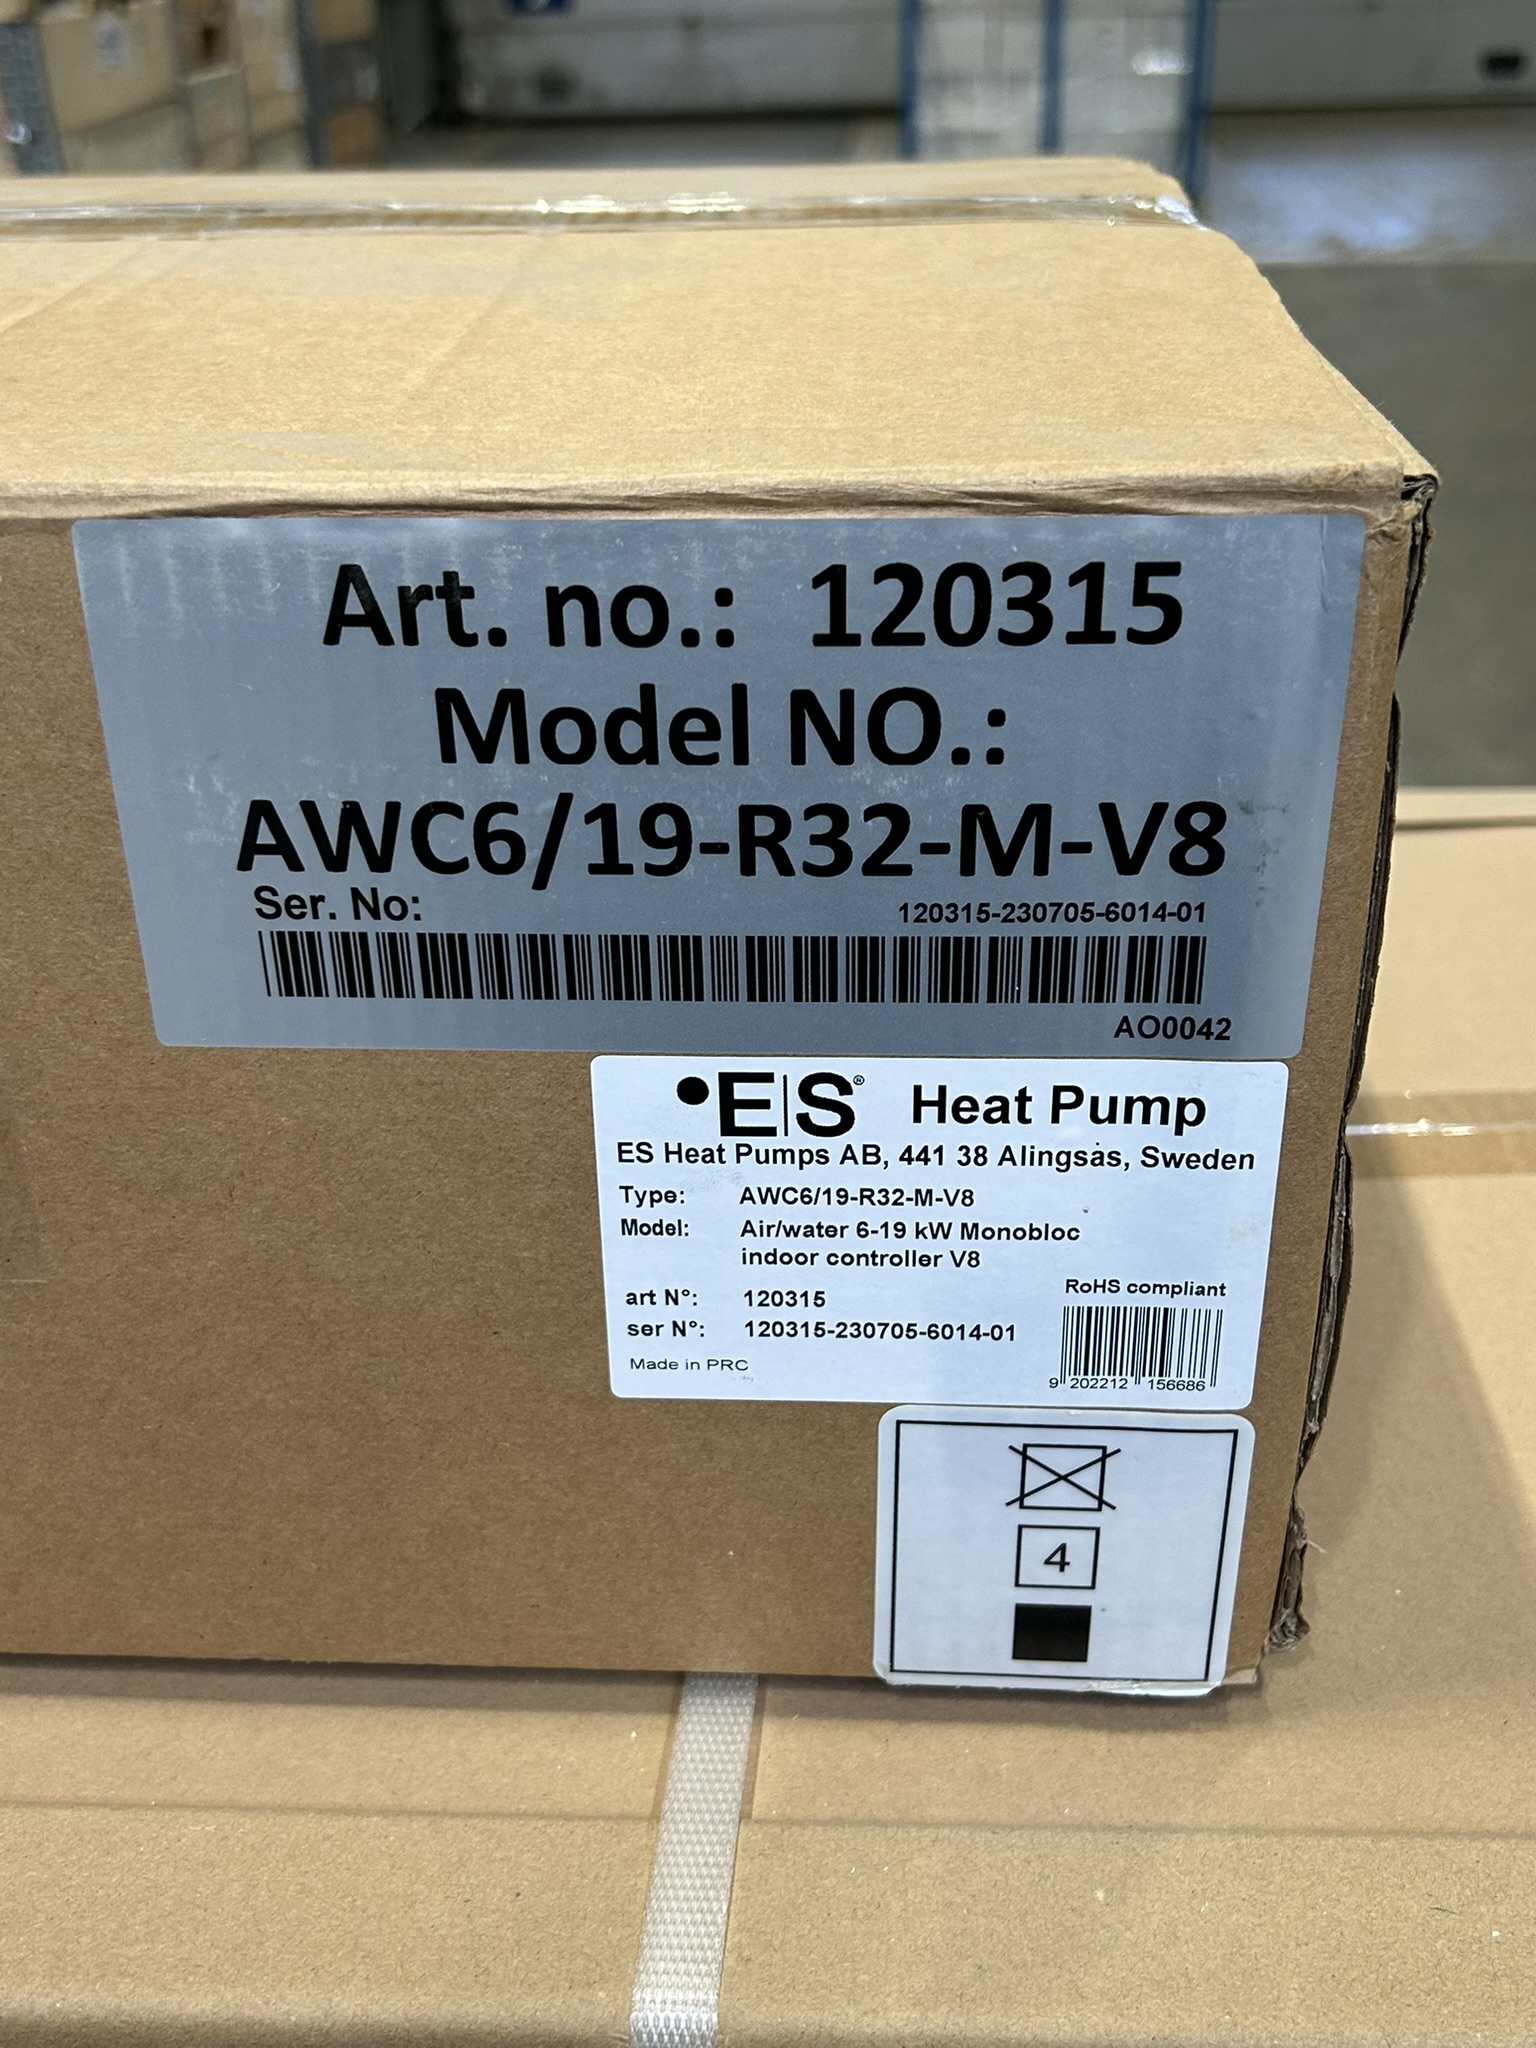 Art. no.: 120315
Model NO.:
AWC6/19-R32-M-V8
Ser. No: 120315-230705-6014-01
AO0042
E|S® Heat Pump
ES Heat Pumps AB, 441 38 Alingsås, Sweden
Type: AWC6/19-R32-M-V8
Model: Air/water 6-19 kW Monobloc
indoor controller V8
RoHS compliant
art N°: 120315
ser N°: 120315-230705-6014-01
Made in PRC
9 202212 156686
4